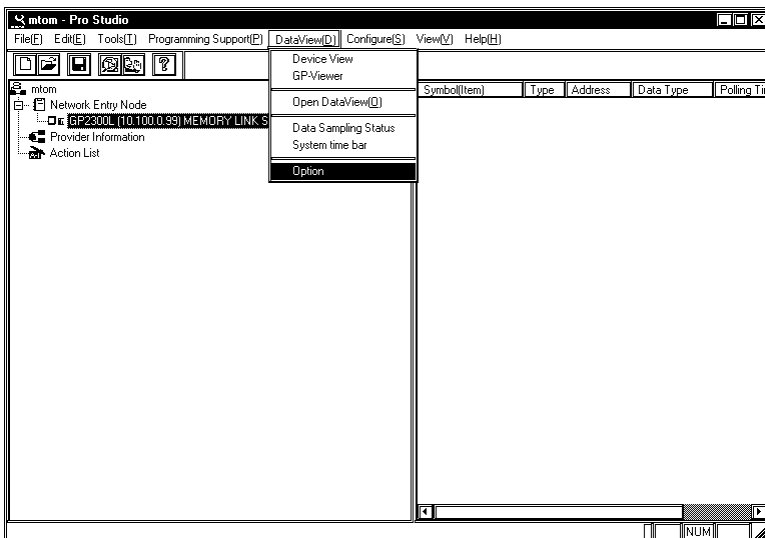 mtom - Pro Studio
File(F) Edit(E) Tools(T) Programming Support(P) DataView(D) Configure(S) View(V) Help(H)
Device View
GP-Viewer
Open DataView(O)
Data Sampling Status
System time bar
Option
mtom
Network Entry Node
GP2300L (10.100.0.99) MEMORY LINK S
Provider Information
Action List
Symbol(Item) Type Address Data Type Polling Ti
NUM